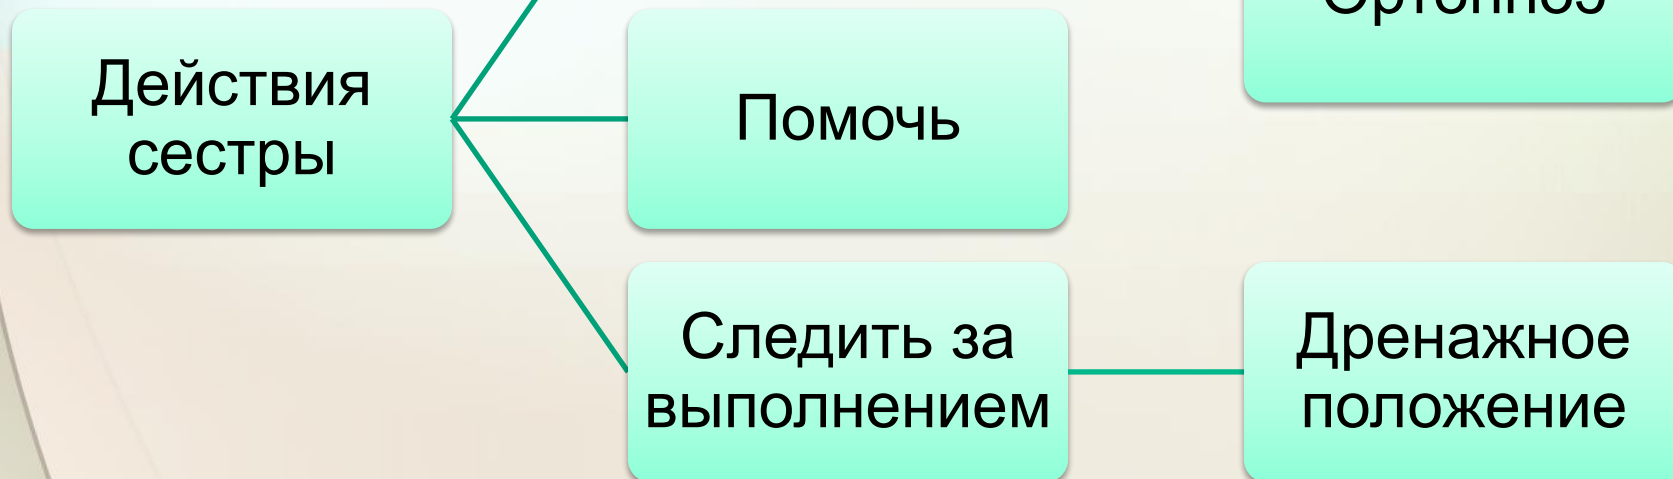 Действия
сестры
Помочь
Следить за
выполнением
Дренажное
положение